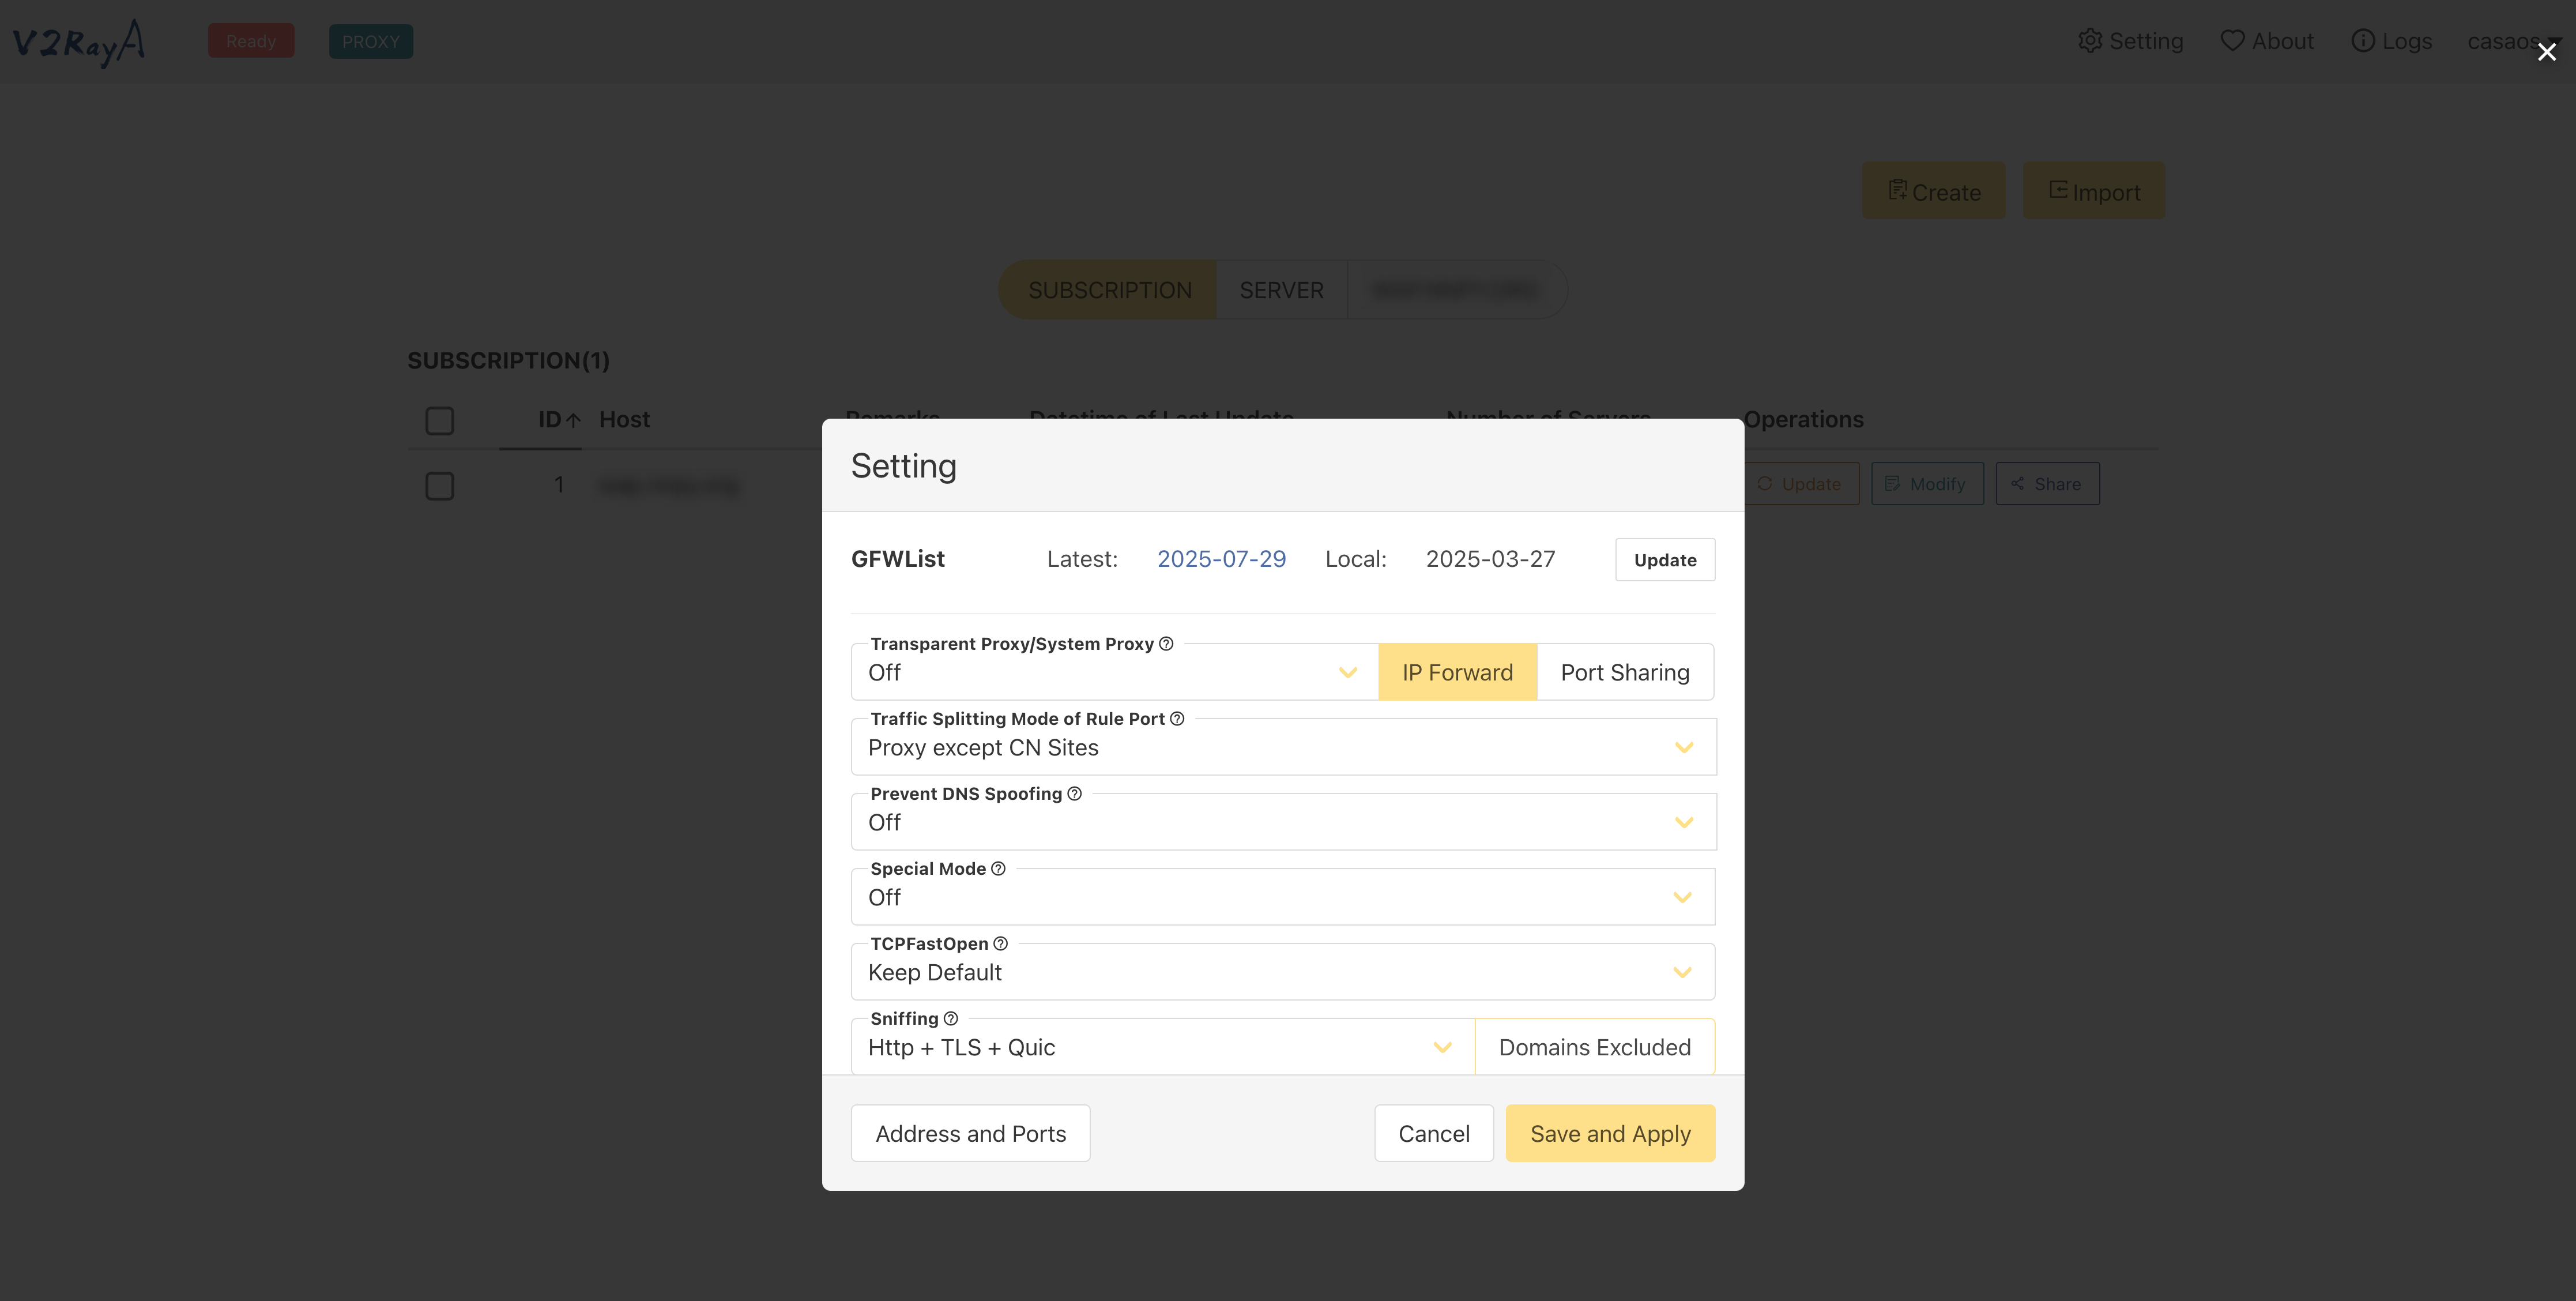 V2RayA Ready PROXY Setting About Logs casaos
Create Import
SUBSCRIPTION SERVER
SUBSCRIPTION(1)
ID Host Remarks Datetime of Last Update Number of Servers Operations
1 Update Modify Share
Setting
GFWList Latest: 2025-07-29 Local: 2025-03-27 Update
Transparent Proxy/System Proxy
Off IP Forward Port Sharing
Traffic Splitting Mode of Rule Port
Proxy except CN Sites
Prevent DNS Spoofing
Off
Special Mode
Off
TCPFastOpen
Keep Default
Sniffing
Http + TLS + Quic Domains Excluded
Address and Ports Cancel Save and Apply